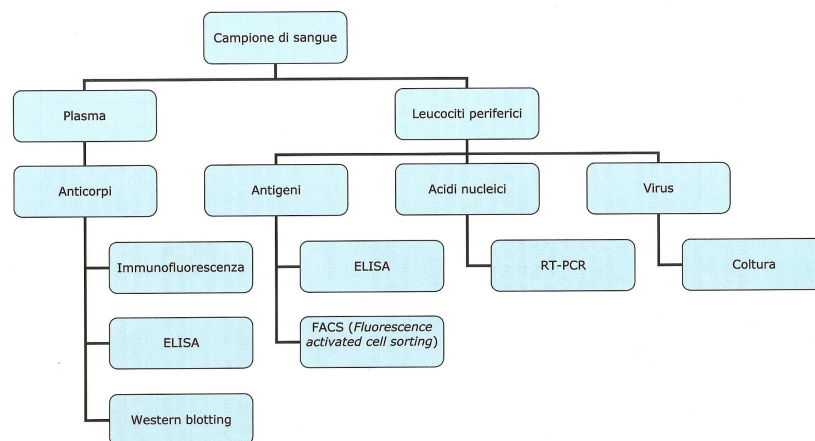 Campione di sangue
Plasma
Leucociti periferici
Anticorpi
Antigeni
Acidi nucleici
Virus
Immunofluorescenza
ELISA
RT-PCR
Coltura
ELISA
FACS (Fluorescence
activated cell sorting)
Western blotting